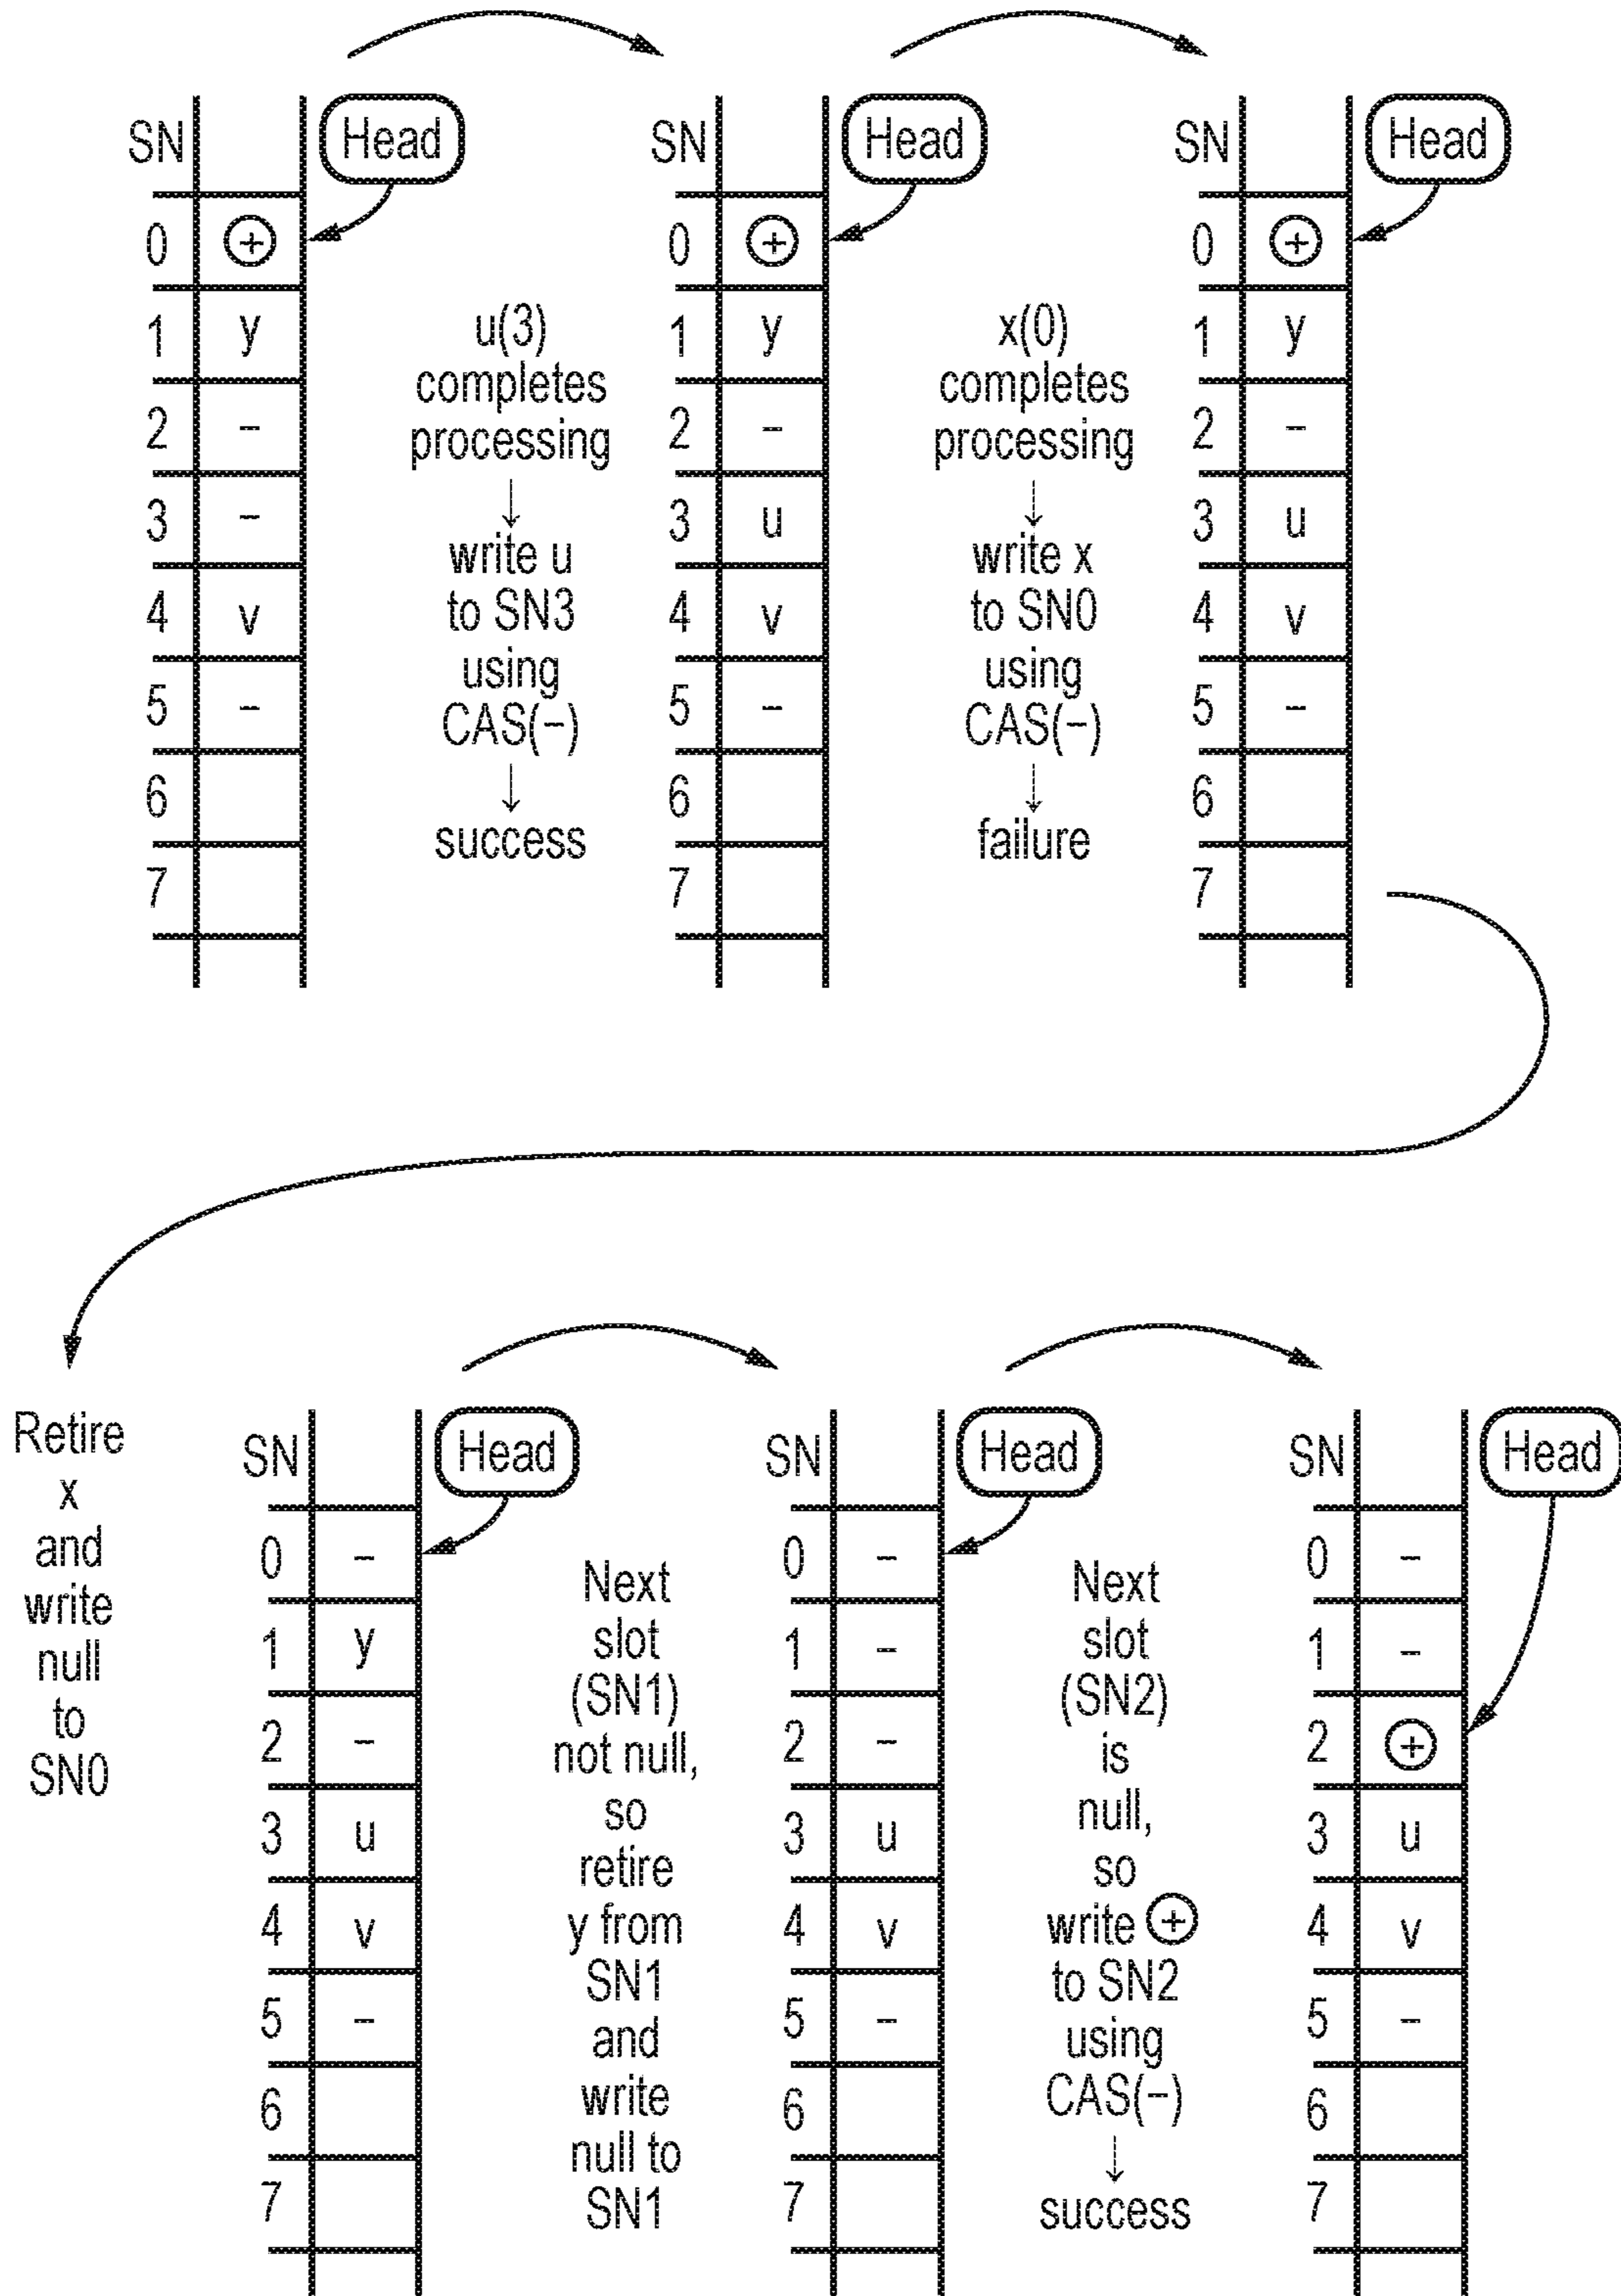 SN Head
0 ⊕
1 y
2 −
3 −
4 v
5 −
6
7
u(3)
completes
processing
↓
write u
to SN3
using
CAS(−)
↓
success
SN Head
0 ⊕
1 y
2 −
3 u
4 v
5 −
6
7
x(0)
completes
processing
↓
write x
to SN0
using
CAS(−)
↓
failure
SN Head
0 ⊕
1 y
2 −
3 u
4 v
5 −
6
7
Retire
x
and
write
null
to
SN0
SN Head
0 −
1 y
2 −
3 u
4 v
5 −
6
7
Next
slot
(SN1)
not null,
so
retire
y from
SN1
and
write
null to
SN1
SN Head
0 −
1 −
2 −
3 u
4 v
5 −
6
7
Next
slot
(SN2)
is
null,
so
write ⊕
to SN2
using
CAS(−)
↓
success
SN Head
0 −
1 −
2 ⊕
3 u
4 v
5 −
6
7